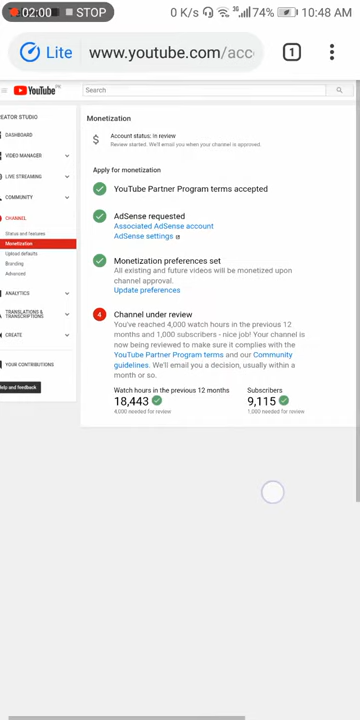 02:00 STOP 0 K/s 3G 74% 10:48 AM
Lite www.youtube.com/acc 1
YouTube PK Search
REATOR STUDIO
DASHBOARD
VIDEO MANAGER
LIVE STREAMING
COMMUNITY
CHANNEL
Status and features
Monetization
Upload defaults
Branding
Advanced
ANALYTICS
TRANSLATIONS &
TRANSCRIPTIONS
CREATE
YOUR CONTRIBUTIONS
Help and feedback
Monetization
$ Account status: In review
Review started. We'll email you when your channel is approved.
Apply for monetization
YouTube Partner Program terms accepted
AdSense requested
Associated AdSense account
AdSense settings
Monetization preferences set
All existing and future videos will be monetized upon
channel approval.
Update preferences
4 Channel under review
You've reached 4,000 watch hours in the previous 12
months and 1,000 subscribers - nice job! Your channel is
now being reviewed to make sure it complies with the
YouTube Partner Program terms and our Community
guidelines. We'll email you a decision, usually within a
month or so.
Watch hours in the previous 12 months
18,443
4,000 needed for review
Subscribers
9,115
1,000 needed for review